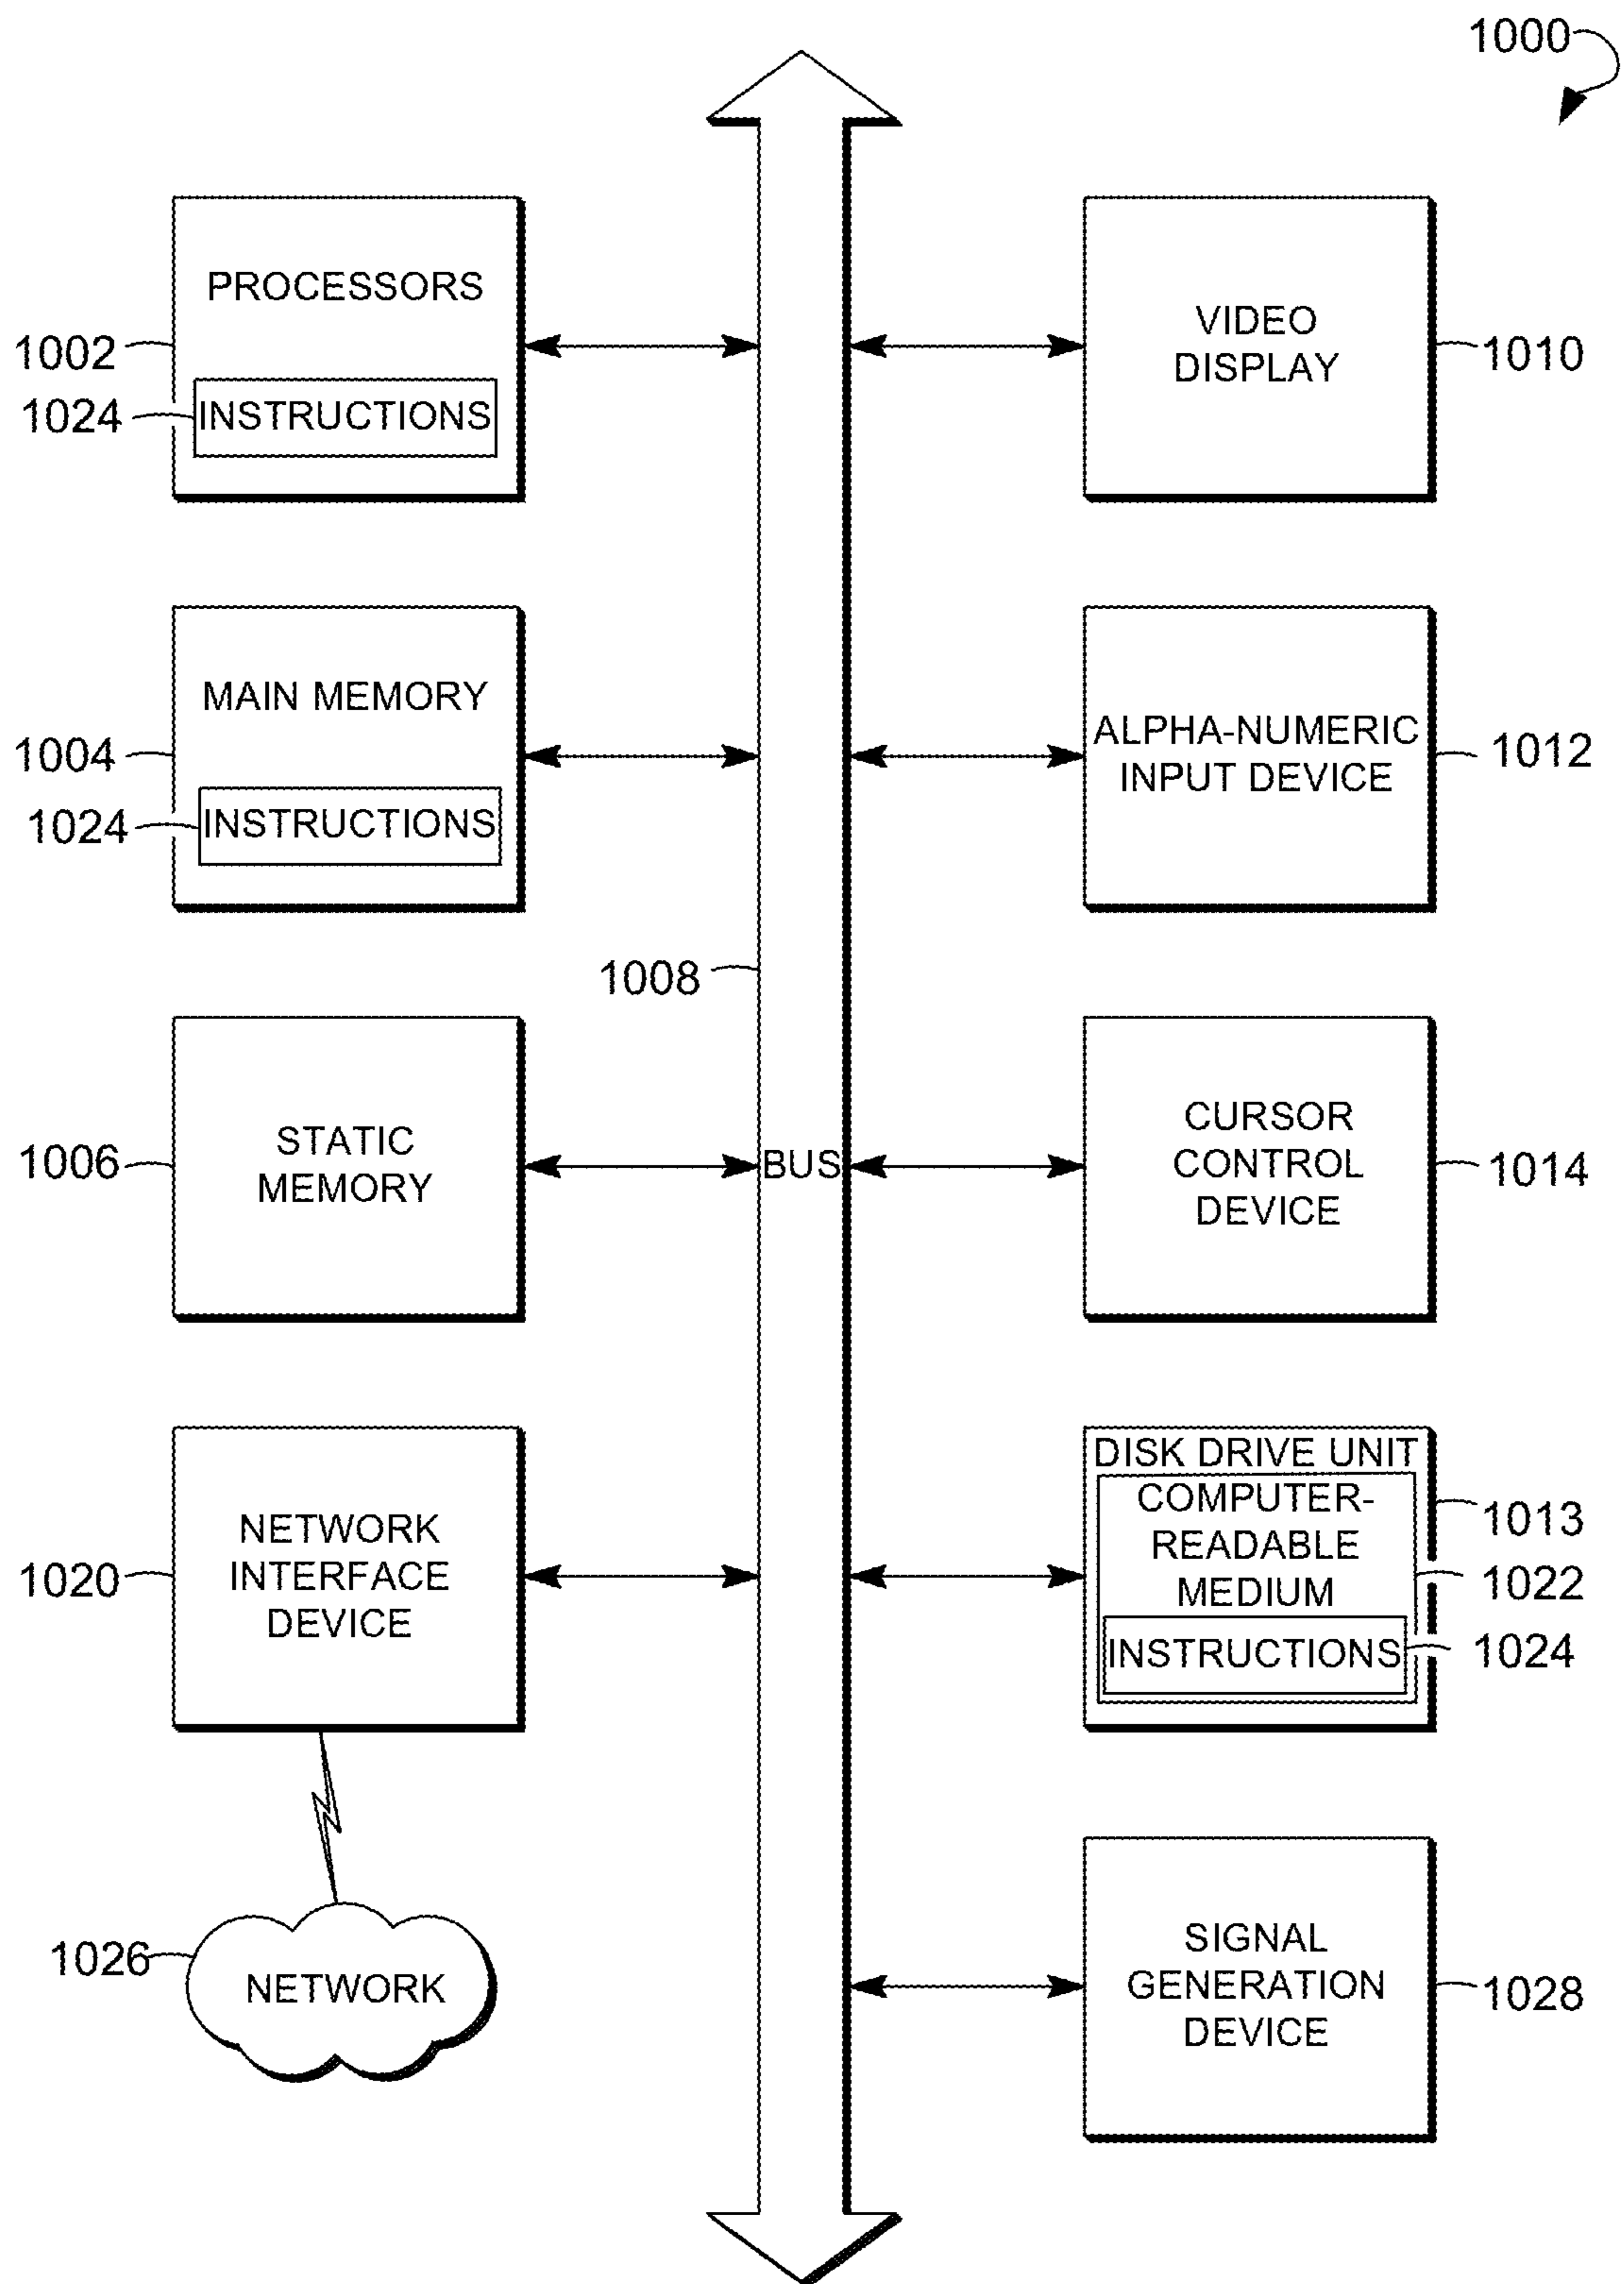 1000
PROCESSORS
1002
1024
INSTRUCTIONS
VIDEO
DISPLAY
1010
MAIN MEMORY
1004
1024
INSTRUCTIONS
ALPHA-NUMERIC
INPUT DEVICE
1012
1008
STATIC
MEMORY
1006
BUS
CURSOR
CONTROL
DEVICE
1014
NETWORK
INTERFACE
DEVICE
1020
DISK DRIVE UNIT
COMPUTER-
READABLE
MEDIUM
INSTRUCTIONS
1013
1022
1024
1026
NETWORK
SIGNAL
GENERATION
DEVICE
1028